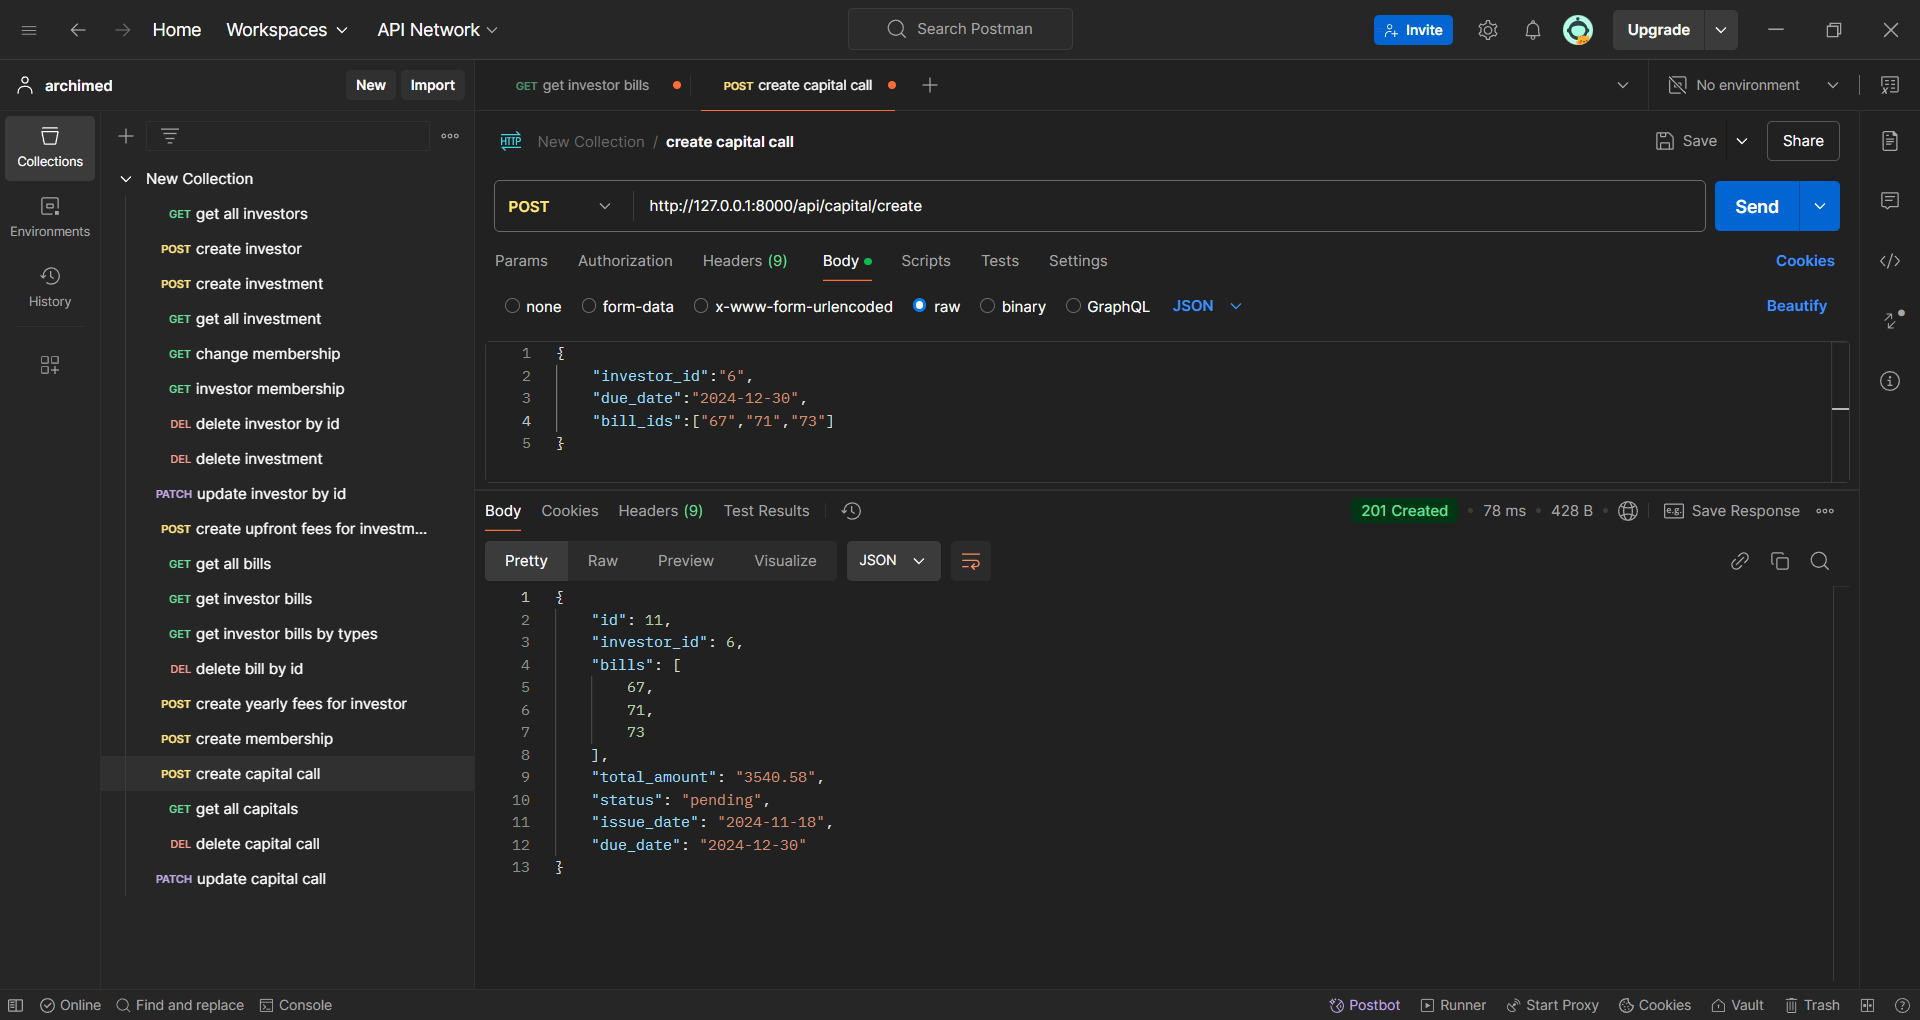 Home Workspaces API Network Search Postman Invite Upgrade
archimed New Import GET get investor bills POST create capital call No environment
Collections
Environments
History
New Collection
GET get all investors
POST create investor
POST create investment
GET get all investment
GET change membership
GET investor membership
DEL delete investor by id
DEL delete investment
PATCH update investor by id
POST create upfront fees for investm...
GET get all bills
GET get investor bills
GET get investor bills by types
DEL delete bill by id
POST create yearly fees for investor
POST create membership
POST create capital call
GET get all capitals
DEL delete capital call
PATCH update capital call
HTTP New Collection / create capital call Save Share
POST http://127.0.0.1:8000/api/capital/create Send
Params Authorization Headers (9) Body Scripts Tests Settings Cookies
none form-data x-www-form-urlencoded raw binary GraphQL JSON Beautify
1 {
2 "investor_id":"6",
3 "due_date":"2024-12-30",
4 "bill_ids":["67","71","73"]
5 }
Body Cookies Headers (9) Test Results 201 Created 78 ms 428 B e.g. Save Response
Pretty Raw Preview Visualize JSON
1 {
2 "id": 11,
3 "investor_id": 6,
4 "bills": [
5 67,
6 71,
7 73
8 ],
9 "total_amount": "3540.58",
10 "status": "pending",
11 "issue_date": "2024-11-18",
12 "due_date": "2024-12-30"
13 }
Online Find and replace Console Postbot Runner Start Proxy Cookies Vault Trash